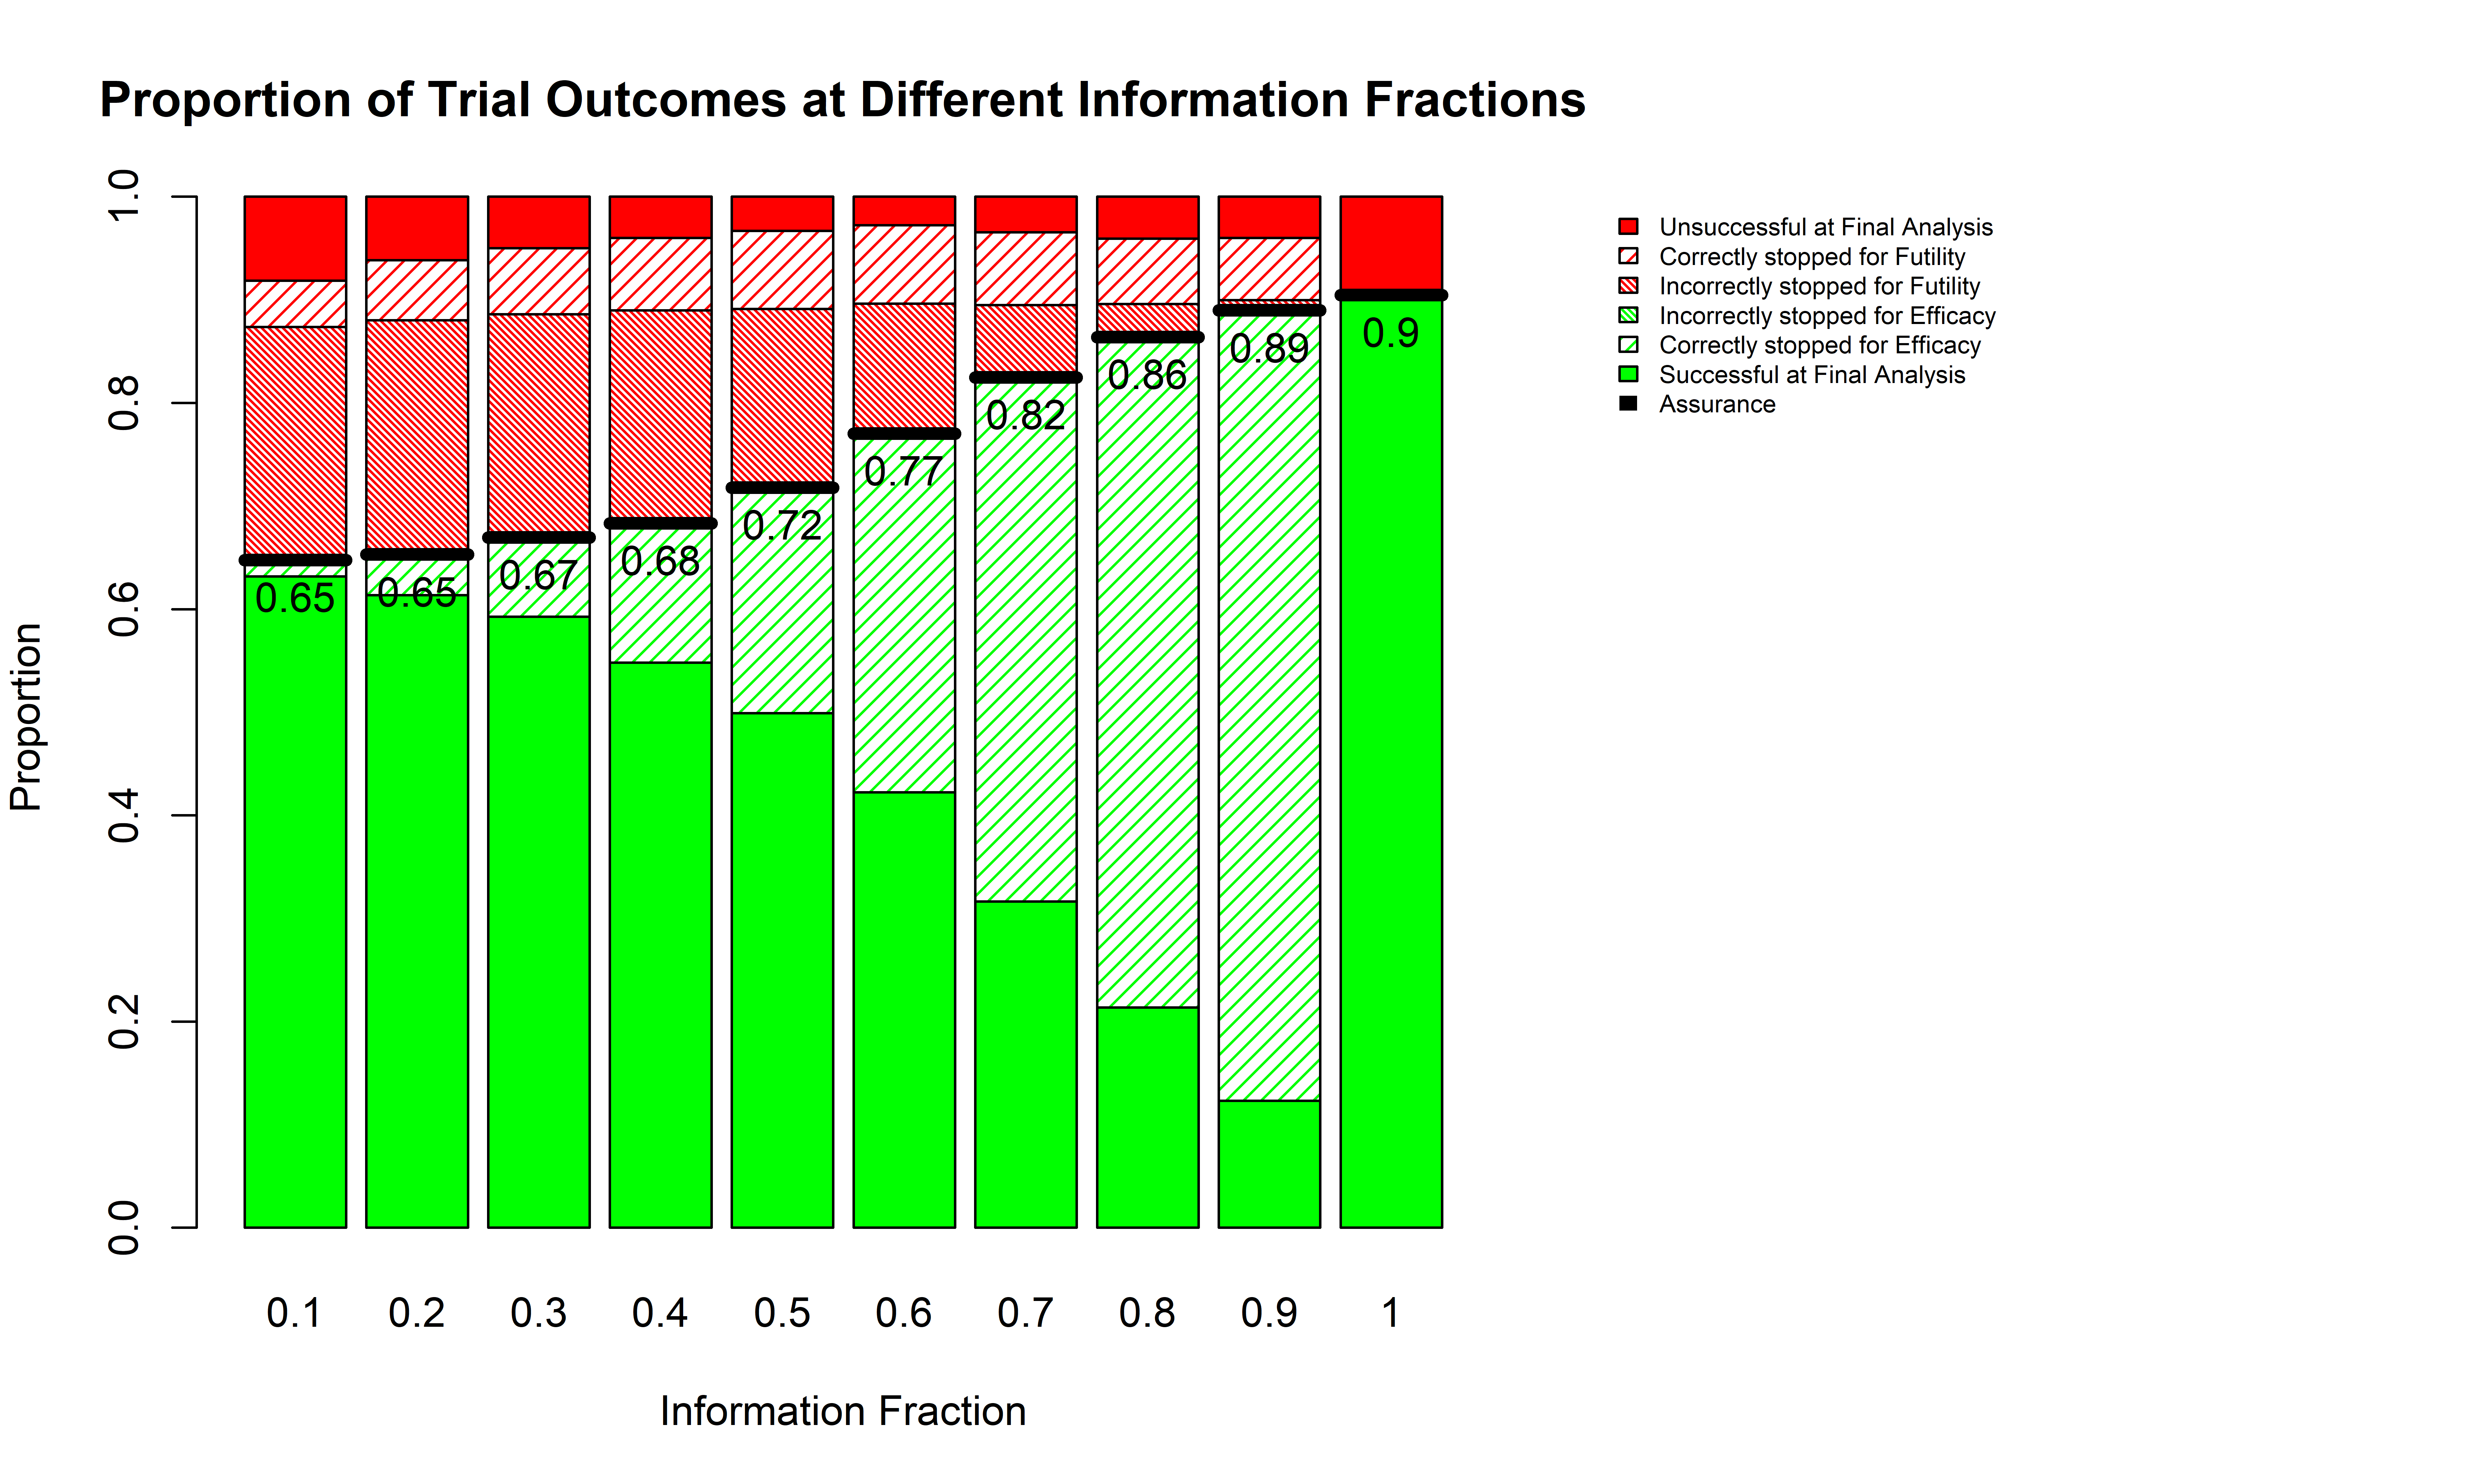 Proportion of Trial Outcomes at Different Information Fractions
1.0
0.8
0.6
0.4
0.2
0.0
Proportion
0.65
0.65
0.67
0.68
0.72
0.77
0.82
0.86
0.89
0.9
0.1 0.2 0.3 0.4 0.5 0.6 0.7 0.8 0.9 1
Information Fraction
Unsuccessful at Final Analysis
Correctly stopped for Futility
Incorrectly stopped for Futility
Incorrectly stopped for Efficacy
Correctly stopped for Efficacy
Successful at Final Analysis
Assurance